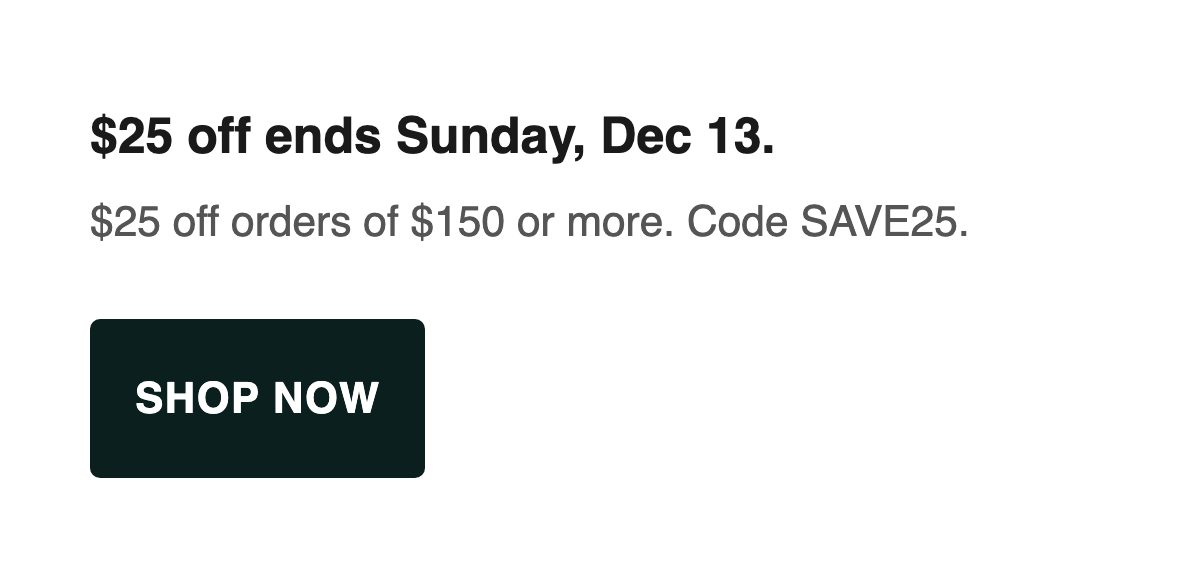 $25 off ends Sunday, Dec 13.
$25 off orders of $150 or more. Code SAVE25.
SHOP NOW